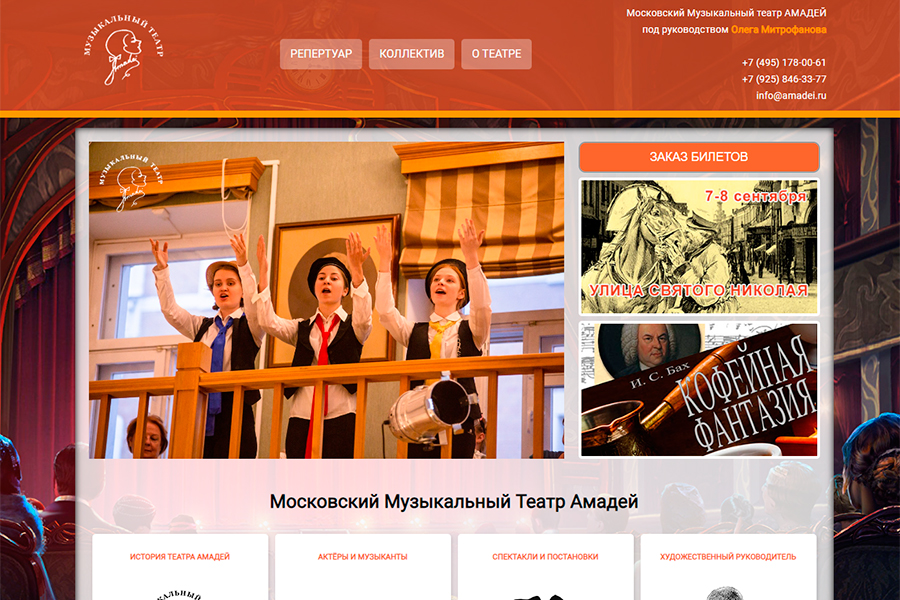 МУЗЫКАЛЬНЫЙ ТЕАТР
Amadei
РЕПЕРТУАР
КОЛЛЕКТИВ
О ТЕАТРЕ
Московский Музыкальный театр АМАДЕЙ
под руководством Олега Митрофанова
+7 (495) 178-00-61
+7 (925) 846-33-77
info@amadei.ru
МУЗЫКАЛЬНЫЙ ТЕАТР
ЗАКАЗ БИЛЕТОВ
7-8 сентября
УЛИЦА СВЯТОГО НИКОЛАЯ
И. С. Бах
КОФЕЙНАЯ
ФАНТАЗИЯ
Московский Музыкальный Театр Амадей
ИСТОРИЯ ТЕАТРА АМАДЕЙ
АКТЁРЫ И МУЗЫКАНТЫ
СПЕКТАКЛИ И ПОСТАНОВКИ
ХУДОЖЕСТВЕННЫЙ РУКОВОДИТЕЛЬ